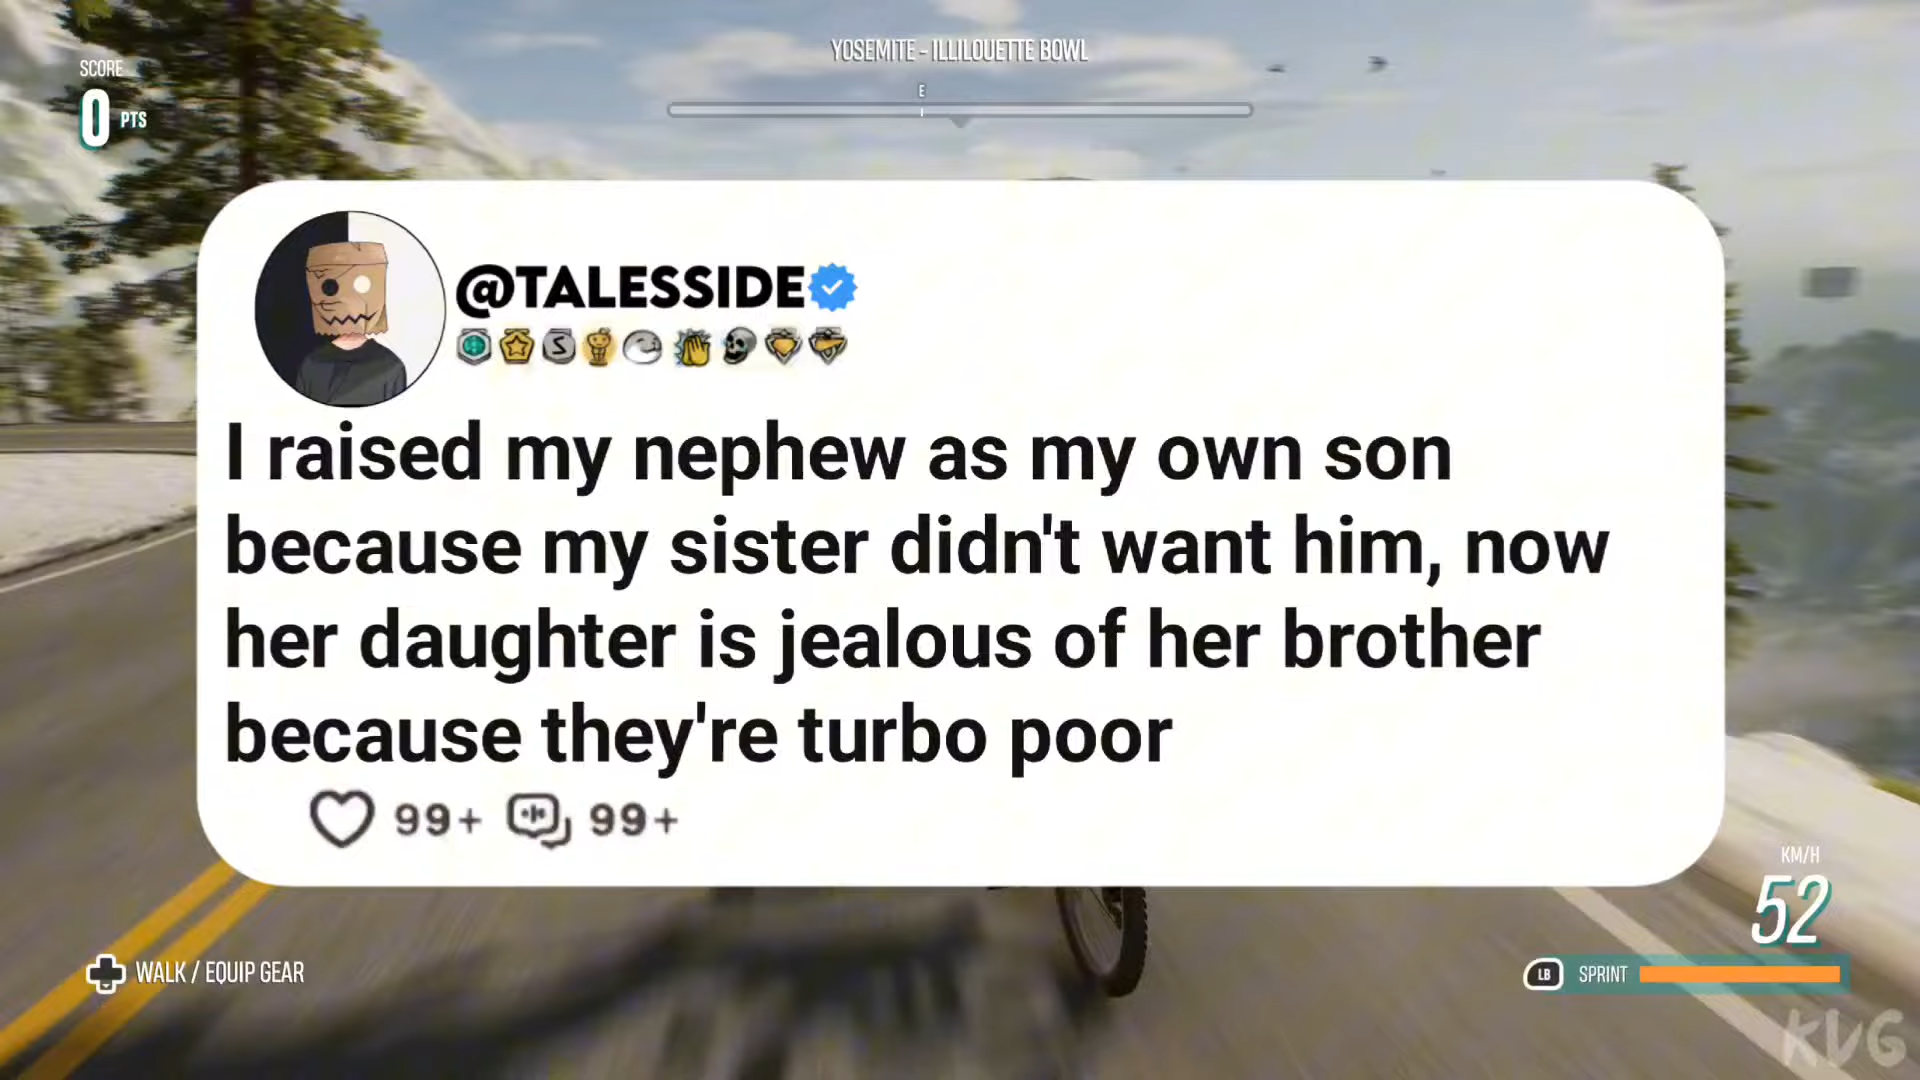 SCORE
0 PTS
YOSEMITE - ILLILOUETTE BOWL
E
@TALESSIDE
I raised my nephew as my own son
because my sister didn't want him, now
her daughter is jealous of her brother
because they're turbo poor
99+ 99+
KM/H
52
WALK / EQUIP GEAR
LB SPRINT
KVG